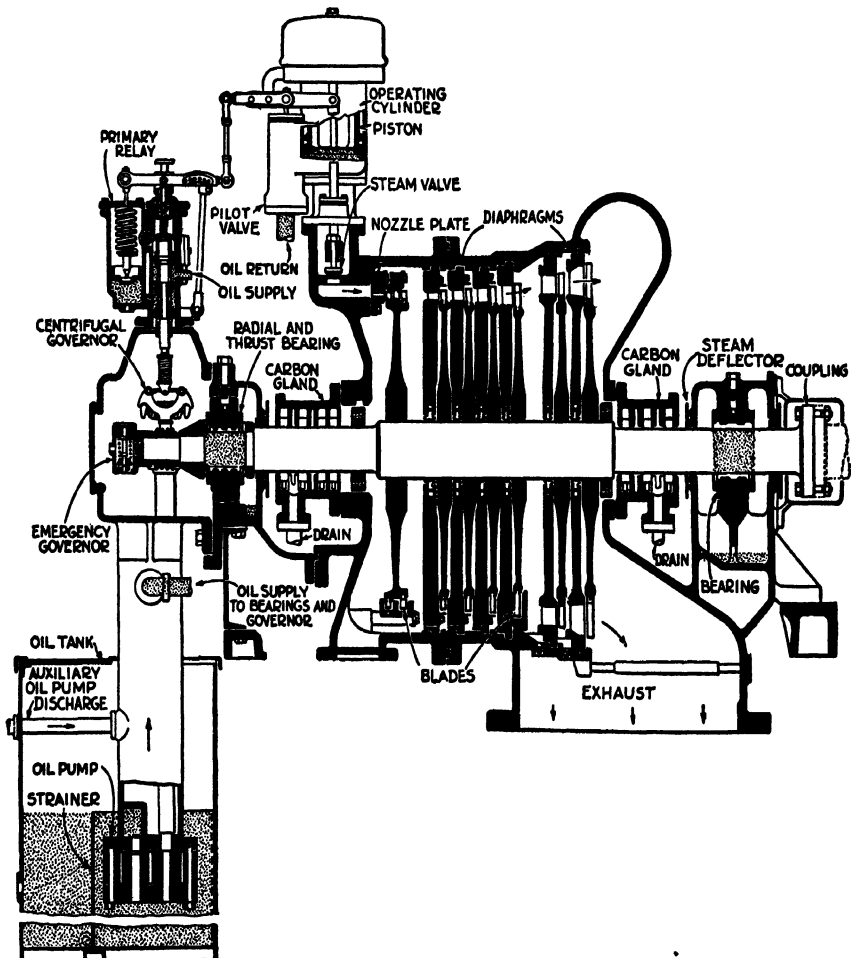 OPERATING
CYLINDER
PISTON
PRIMARY
RELAY
STEAM VALVE
PILOT
VALVE
NOZZLE PLATE
DIAPHRAGMS
OIL RETURN
OIL SUPPLY
CENTRIFUGAL
GOVERNOR
RADIAL AND
THRUST BEARING
CARBON
GLAND
CARBON
GLAND
STEAM
DEFLECTOR
COUPLING
EMERGENCY
GOVERNOR
DRAIN
DRAIN
BEARING
OIL SUPPLY
TO BEARINGS AND
GOVERNOR
OIL TANK
AUXILIARY
OIL PUMP
DISCHARGE
BLADES
EXHAUST
OIL PUMP
STRAINER